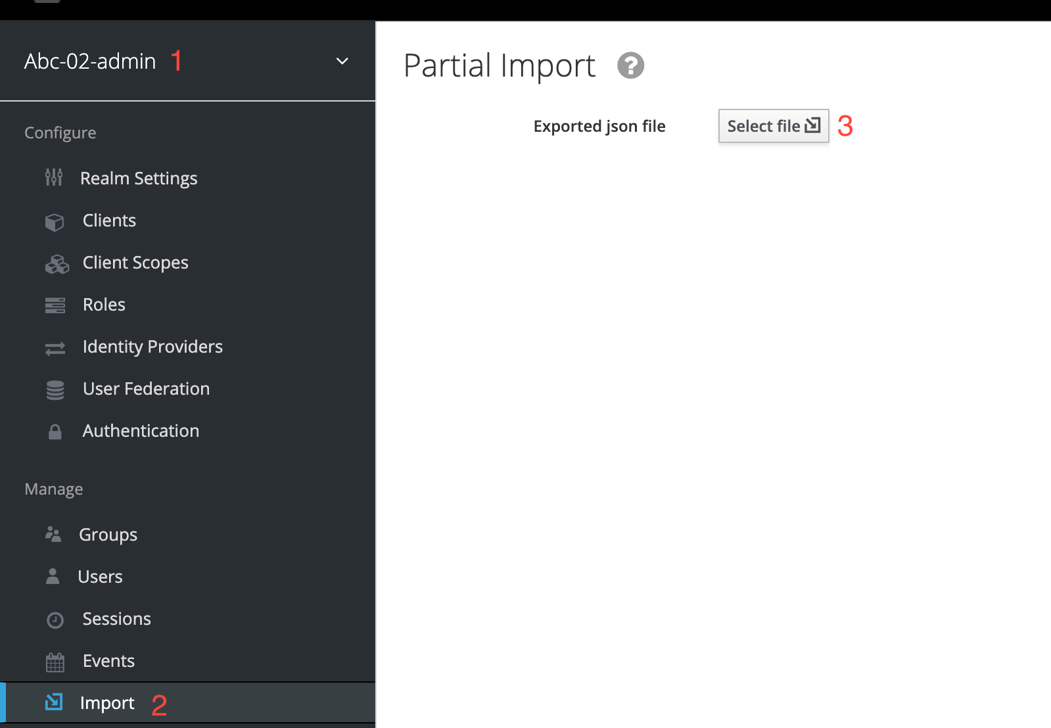 Abc-02-admin 1
Configure
Realm Settings
Clients
Client Scopes
Roles
Identity Providers
User Federation
Authentication
Manage
Groups
Users
Sessions
Events
Import 2
Partial Import ?
Exported json file Select file 3